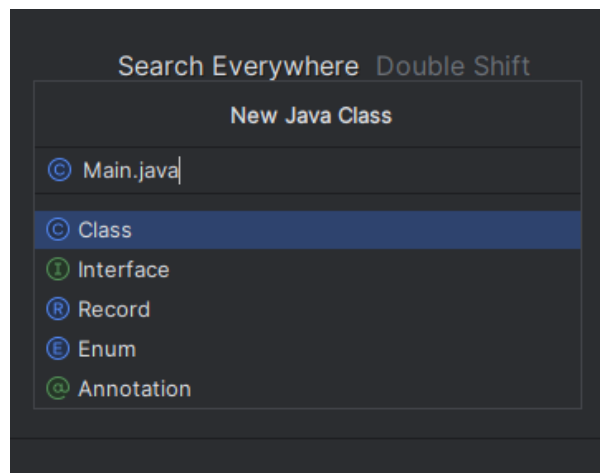 Search Everywhere Double Shift
New Java Class
C Main.java
C Class
I Interface
R Record
E Enum
@ Annotation